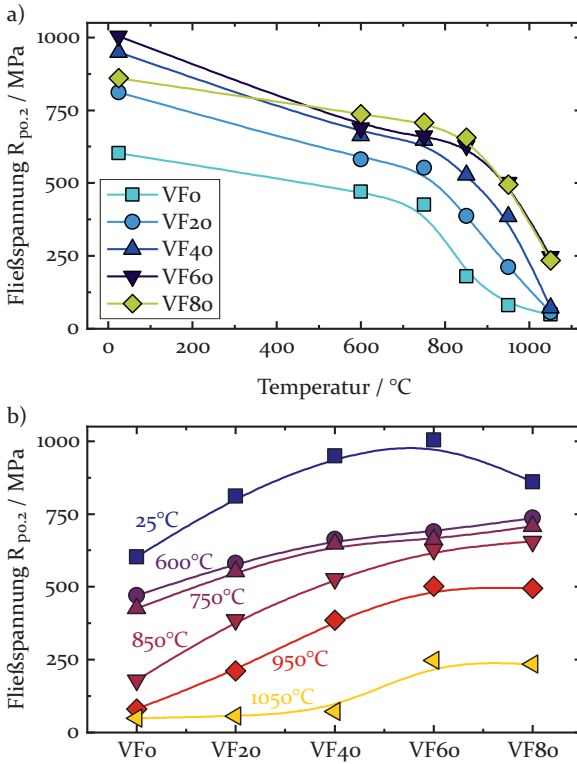 a)
Fließspannung Rp0.2 / MPa
1000
750
500
250
0
VF0
VF20
VF40
VF60
VF80
0
200
400
600
800
1000
Temperatur / °C
b)
Fließspannung Rp0.2 / MPa
1000
750
500
250
0
25°C
600°C
750°C
850°C
950°C
1050°C
VF0
VF20
VF40
VF60
VF80